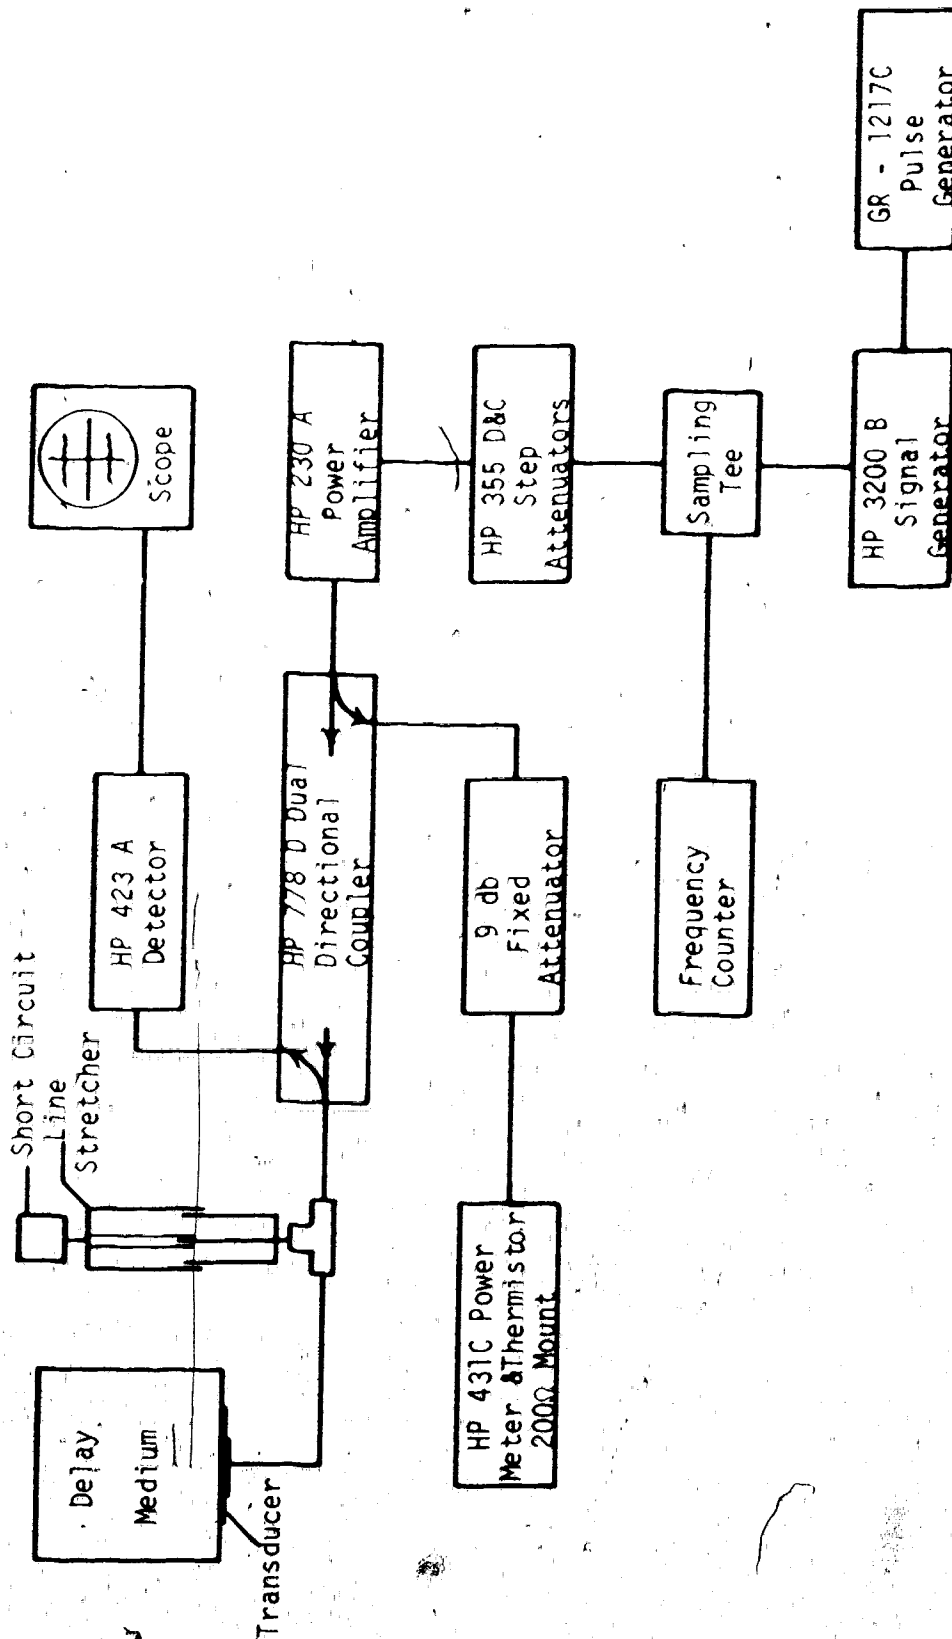 Delay
Medium
Transducer
Short Circuit
Line
Stretcher
HP 423 A
Detector
Scope
HP 778 D Dual
Directional
Coupler
HP 230 A
Power
Amplifier
HP 431C Power
Meter &Thermistor
200Ω Mount
9 db
Fixed
Attenuator
HP 355 D&C
Step
Attenuators
Frequency
Counter
Sampling
Tee
HP 3200 B
Signal
Generator
GR - 1217C
Pulse
Generator